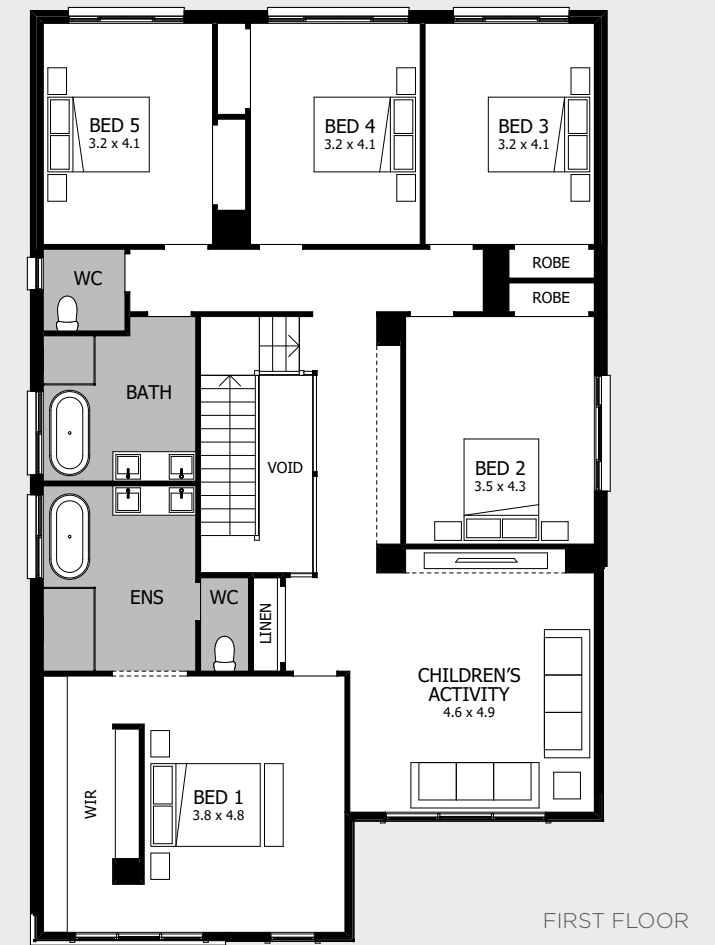 BED 5
3.2 x 4.1
BED 4
3.2 x 4.1
BED 3
3.2 x 4.1
WC
ROBE
ROBE
BATH
VOID
BED 2
3.5 x 4.3
ENS
WC
LINEN
CHILDREN'S
ACTIVITY
4.6 x 4.9
WIR
BED 1
3.8 x 4.8
FIRST FLOOR